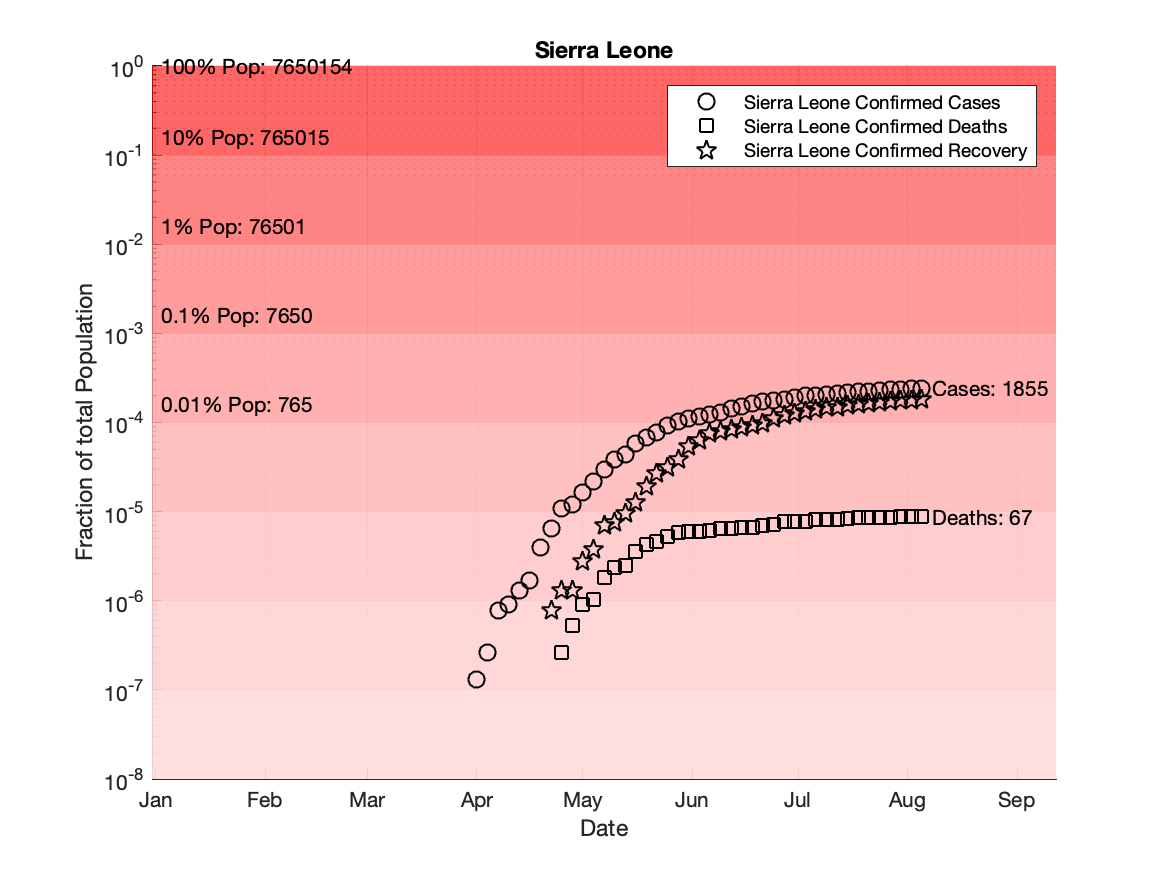 Sierra Leone
10⁰
100% Pop: 7650154
Sierra Leone Confirmed Cases
Sierra Leone Confirmed Deaths
Sierra Leone Confirmed Recovery
10% Pop: 765015
10⁻¹
1% Pop: 76501
10⁻²
0.1% Pop: 7650
10⁻³
Cases: 1855
0.01% Pop: 765
10⁻⁴
10⁻⁵
Deaths: 67
10⁻⁶
10⁻⁷
10⁻⁸
Fraction of total Population
Jan Feb Mar Apr May Jun Jul Aug Sep
Date